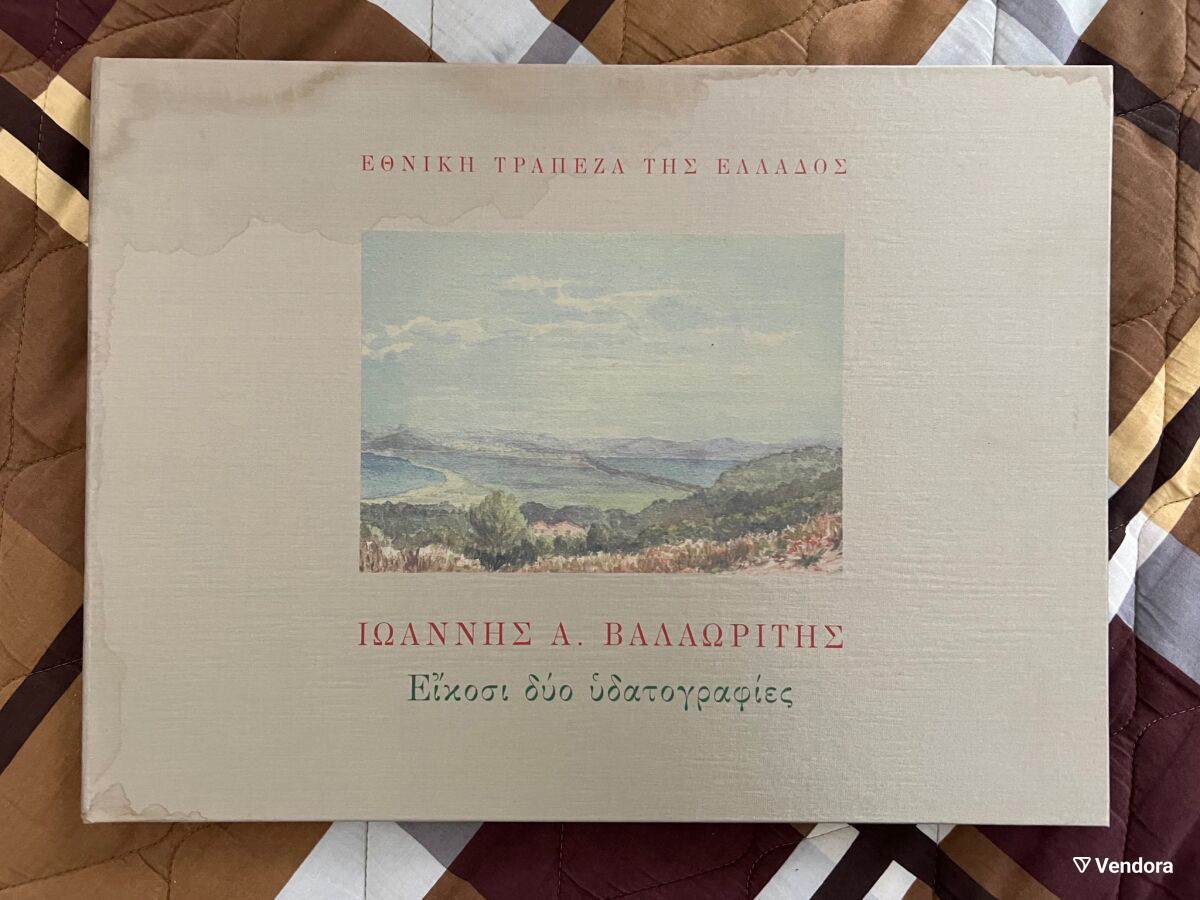 ΕΘΝΙΚΗ ΤΡΑΠΕΖΑ ΤΗΣ ΕΛΛΑΔΟΣ
ΙΩΑΝΝΗΣ Α. ΒΑΛΑΩΡΙΤΗΣ
Εἴκοσι δύο ὑδατογραφίες
Vendora